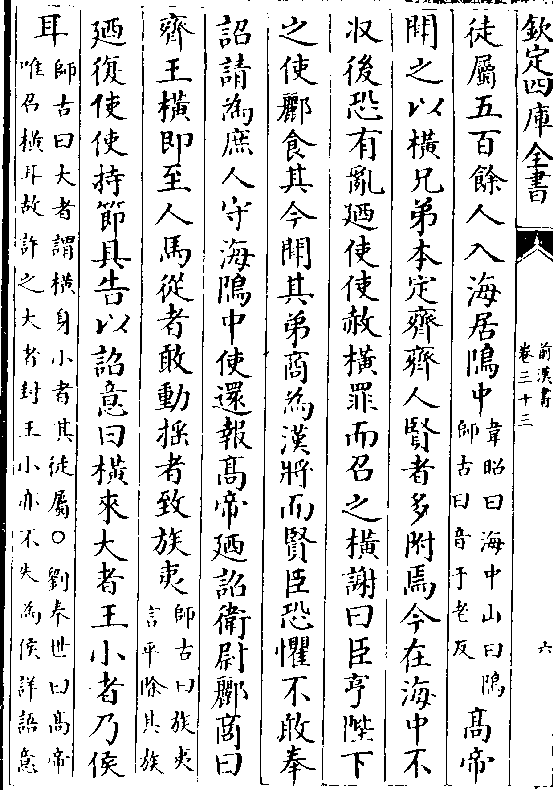 欽定四庫全書
前漢書
卷三十三
六
徒屬五百餘人入海居隝中韋昭曰海中山曰隝師古曰音丁老反高帝
聞之以橫兄弟本定齊齊人賢者多附焉今在海中不
收後恐有亂廼使使赦橫罪而召之橫謝曰臣亨陛下
之使酈食其今聞其弟商為漢將而賢臣恐懼不敢奉
詔請為庶人守海隝中使還報髙帝廼詔衛尉酈商曰
齊王橫即至人馬從者敢動揺者致族夷師古曰族夷言平除其族
廼復使使持節具告以詔意曰橫來大者王小者乃侯
耳師古曰大者謂橫身小者其徒屬○劉奉世曰髙帝唯召橫耳故許之大者封王小亦不失為侯詳語意